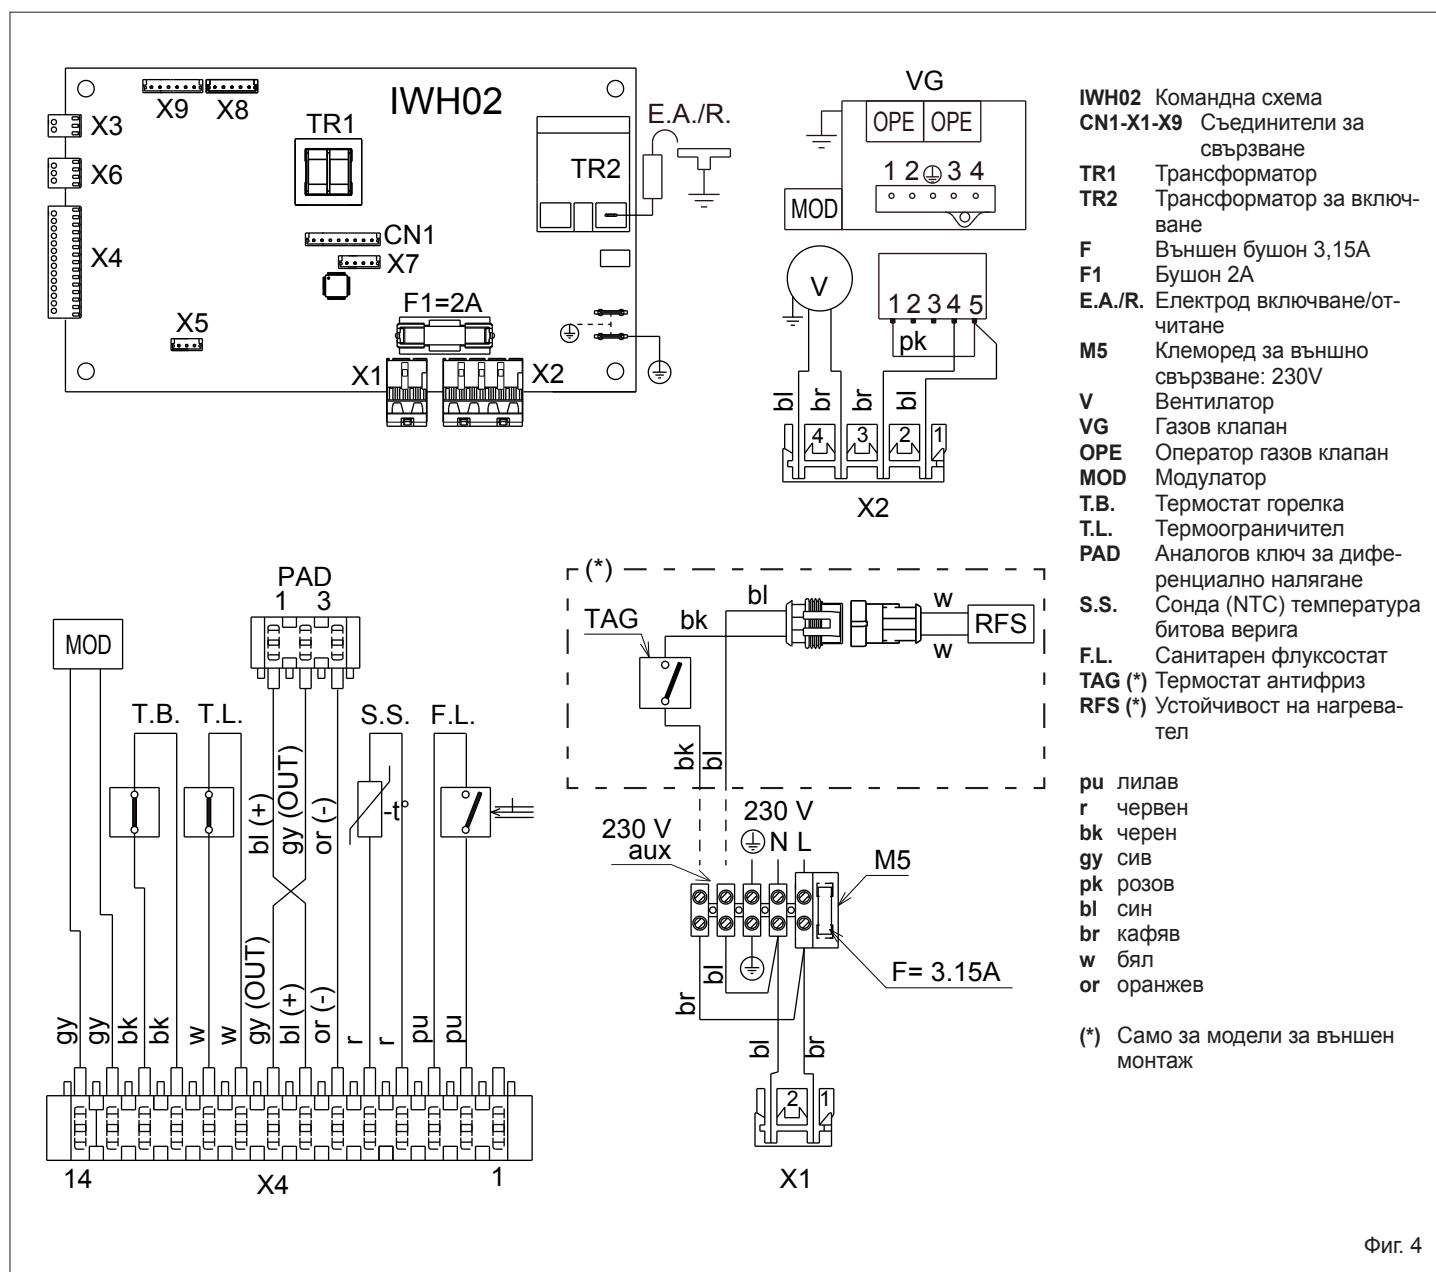 IWH02
X9 X8
X3
TR1
E.A./R.
X6
TR2
X4
CN1
X7
F1=2A
X5
X1
X2
VG
OPE OPE
1 2 3 4
MOD
V
1 2 3 4 5
pk
bl
br
br
bl
4 3 2 1
X2
PAD
1 3
MOD
T.B. T.L. S.S. F.L.
bl (+)
gy (OUT)
or (-)
-t°
gy
gy
bk
bk
w
w
gy (OUT)
bl (+)
or (-)
r
r
pu
pu
14 X4 1
(*)
TAG
bk
bl
w
w
RFS
bk
bl
230 V
aux
230 V
N L
M5
F= 3.15A
bl
br
bl
br
2 1
X1
IWH02 Командна схема
CN1-X1-X9 Съединители за
свързване
TR1 Трансформатор
TR2 Трансформатор за включ-
ване
F Външен бушон 3,15A
F1 Бушон 2A
E.A./R. Електрод включване/от-
читане
M5 Клеморед за външно
свързване: 230V
V Вентилатор
VG Газов клапан
OPE Оператор газов клапан
MOD Модулатор
T.B. Термостат горелка
T.L. Термоограничител
PAD Аналогов ключ за дифе-
ренциално налягане
S.S. Сонда (NTC) температура
битова верига
F.L. Санитарен флуксостат
TAG (*) Термостат антифриз
RFS (*) Устойчивост на нагрева-
тел
pu лилав
r червен
bk черен
gy сив
pk розов
bl син
br кафяв
w бял
or оранжев
(*) Само за модели за външен
монтаж
Фиг. 4